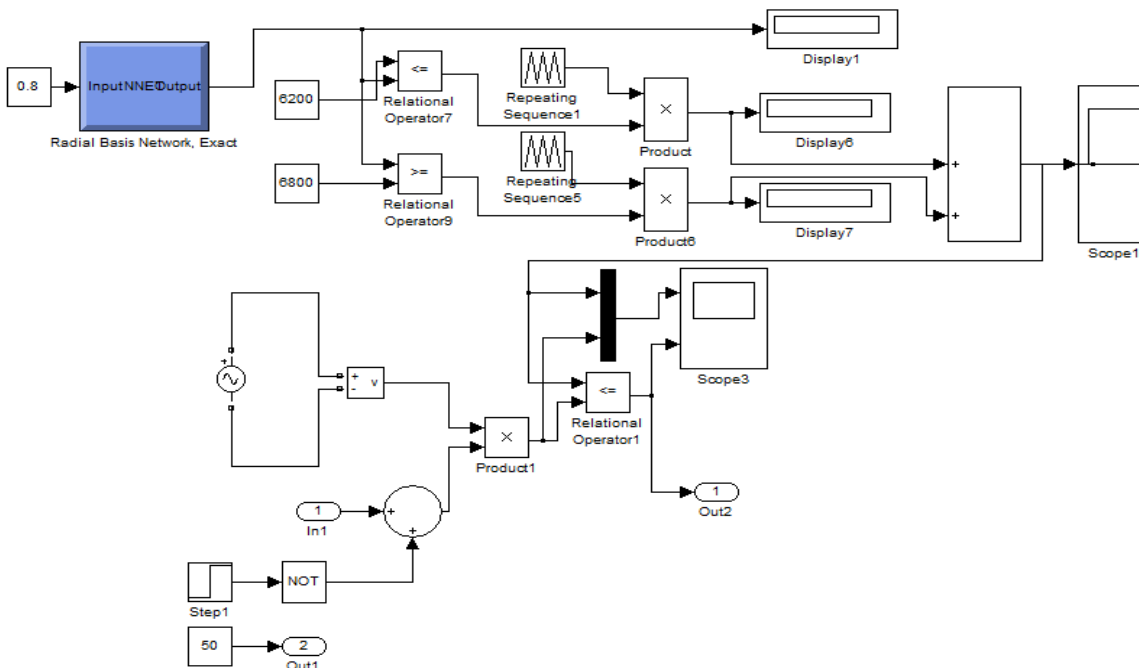 Display1
0.8
InputNNETOutput
Radial Basis Network, Exact
6200
<=
Relational
Operator7
Repeating
Sequence1
×
Product
Display6
6800
>=
Relational
Operator9
Repeating
Sequence5
×
Product6
Display7
+
+
Scope1
+
+
-
v
×
Product1
<=
Relational
Operator1
Scope3
1
In1
+
+
1
Out2
Step1
NOT
50
2
Out1